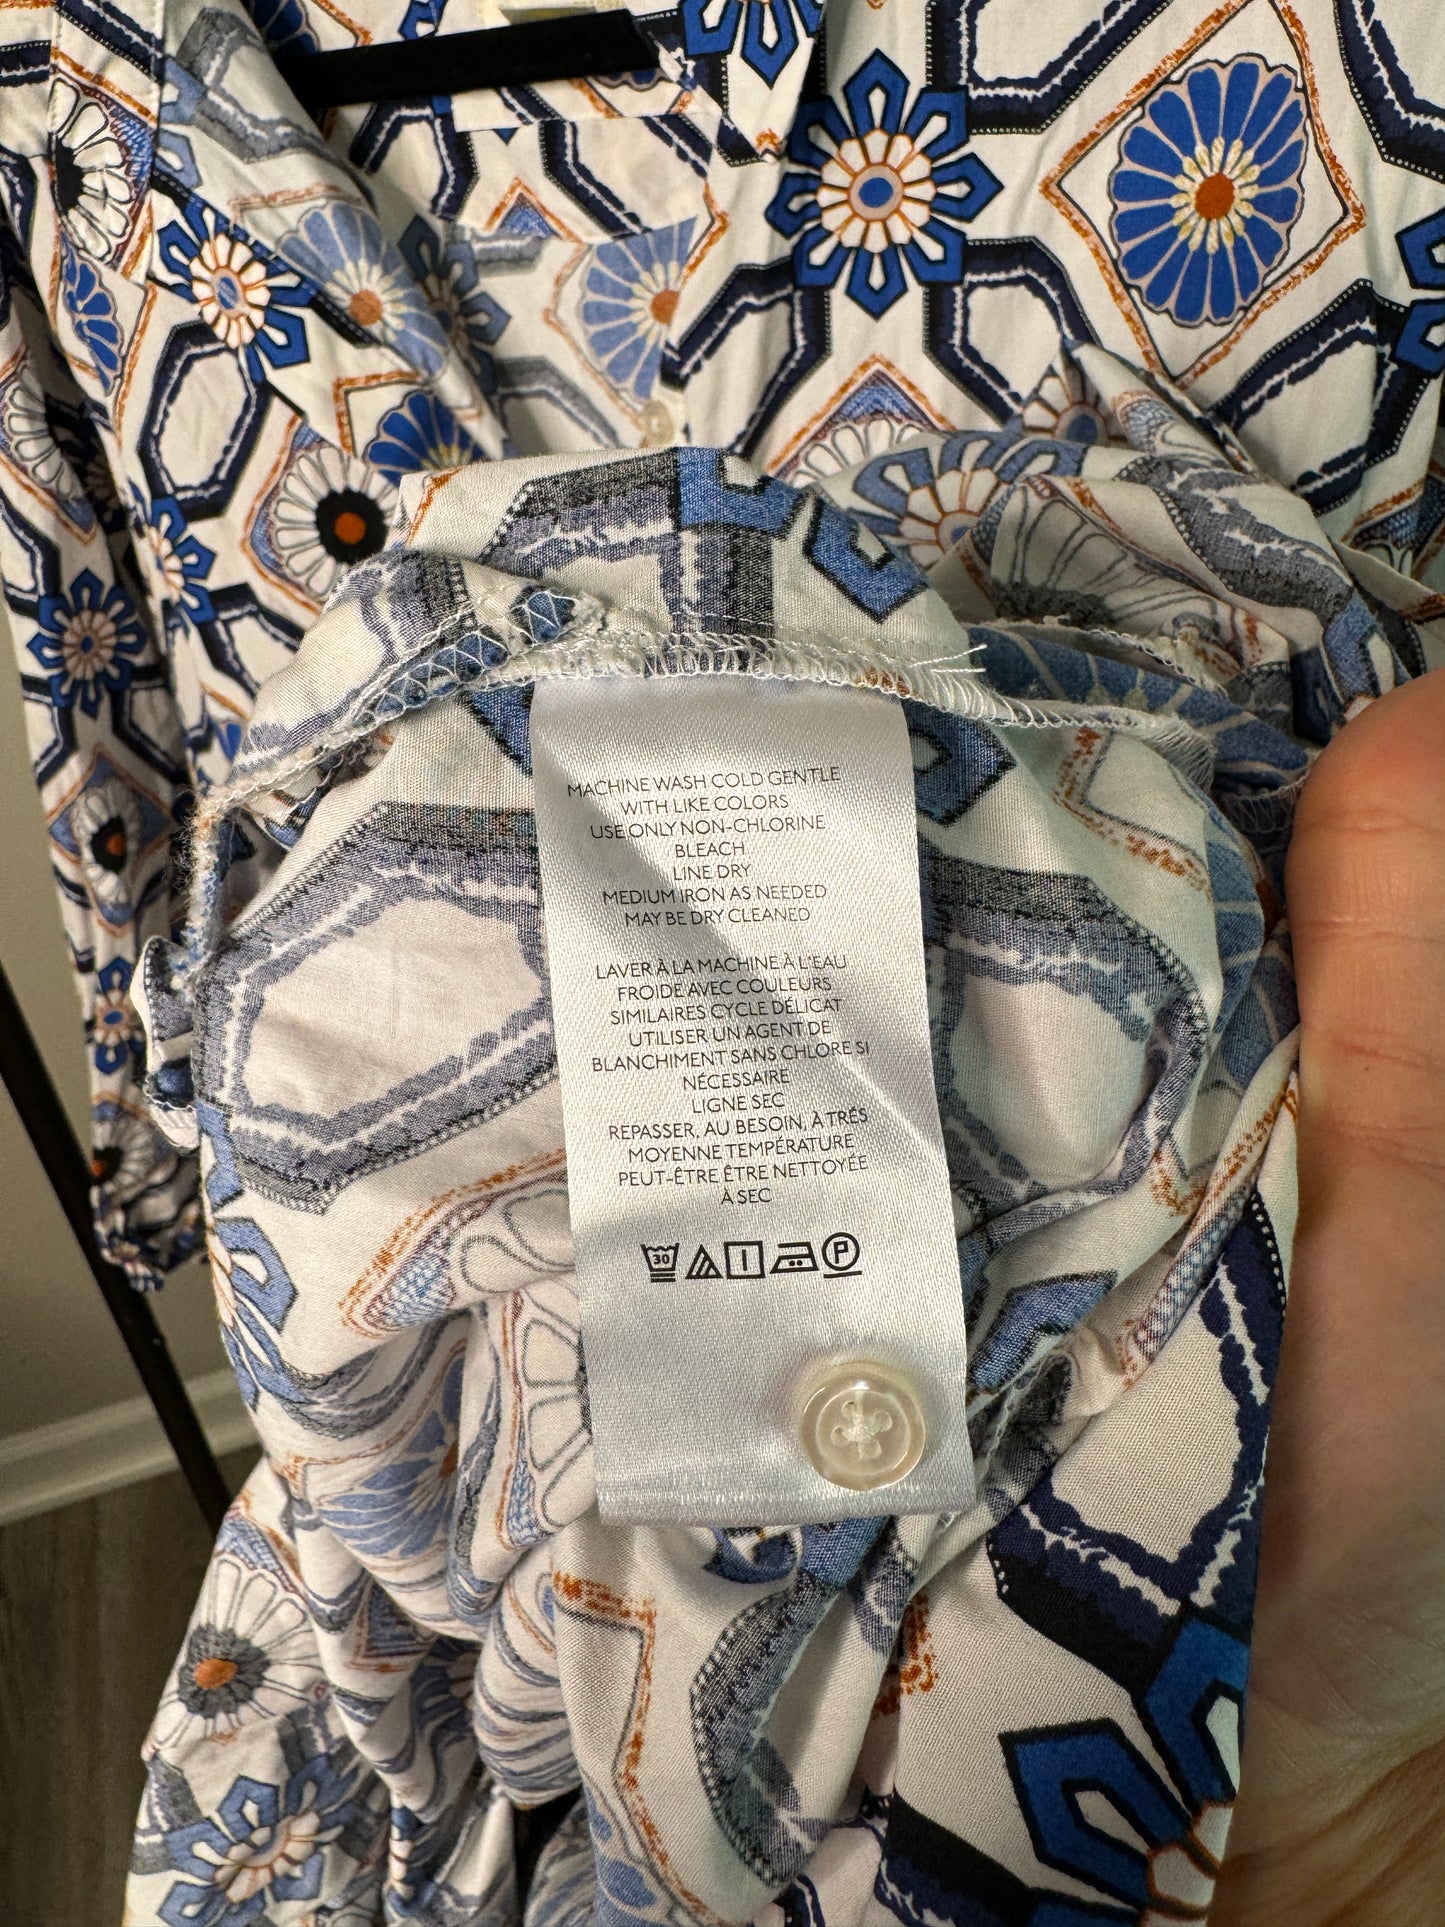 MACHINE WASH COLD GENTLE
WITH LIKE COLORS
USE ONLY NON-CHLORINE
BLEACH
LINE DRY
MEDIUM IRON AS NEEDED
MAY BE DRY CLEANED
LAVER À LA MACHINE À L'EAU
FROIDE AVEC COULEURS
SIMILAIRES CYCLE DÉLICAT
UTILISER UN AGENT DE
BLANCHIMENT SANS CHLORE SI
NÉCESSAIRE
LIGNE SEC
REPASSER, AU BESOIN, À TRÉS
MOYENNE TEMPÉRATURE
PEUT-ÊTRE ÊTRE NETTOYÉE
À SEC
30 P